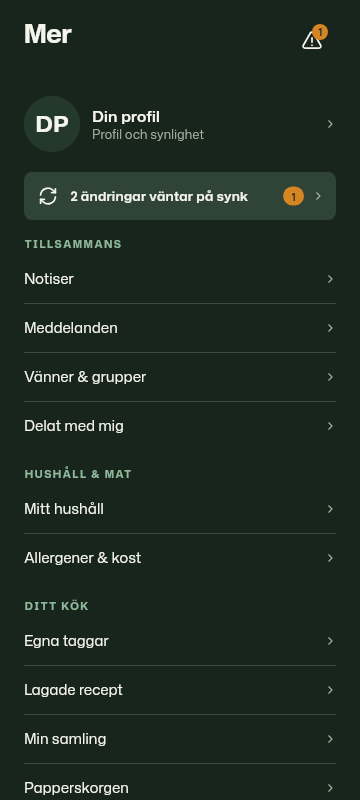 Mer
1
DP
Din profil
Profil och synlighet
2 ändringar väntar på synk
1
TILLSAMMANS
Notiser
Meddelanden
Vänner & grupper
Delat med mig
HUSHÅLL & MAT
Mitt hushåll
Allergener & kost
DITT KÖK
Egna taggar
Lagade recept
Min samling
Papperskorgen